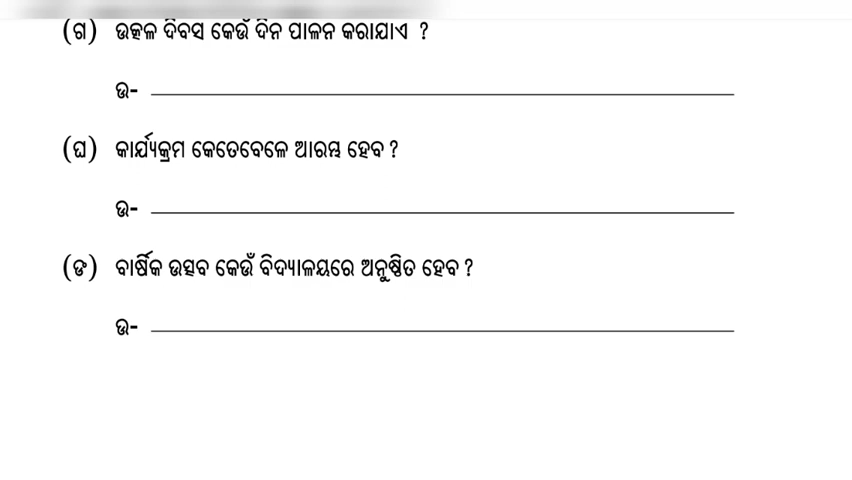 (ଗ) ଉତ୍କଳ ଦିବସ କେଉଁ ଦିନ ପାଳନ କରାଯାଏ ?
ଉ-
(ଘ) କାର୍ଯ୍ୟକ୍ରମ କେତେବେଳେ ଆରମ୍ଭ ହେବ ?
ଉ-
(ଙ) ବାର୍ଷିକ ଉତ୍ସବ କେଉଁ ବିଦ୍ୟାଳୟରେ ଅନୁଷ୍ଠିତ ହେବ ?
ଉ-